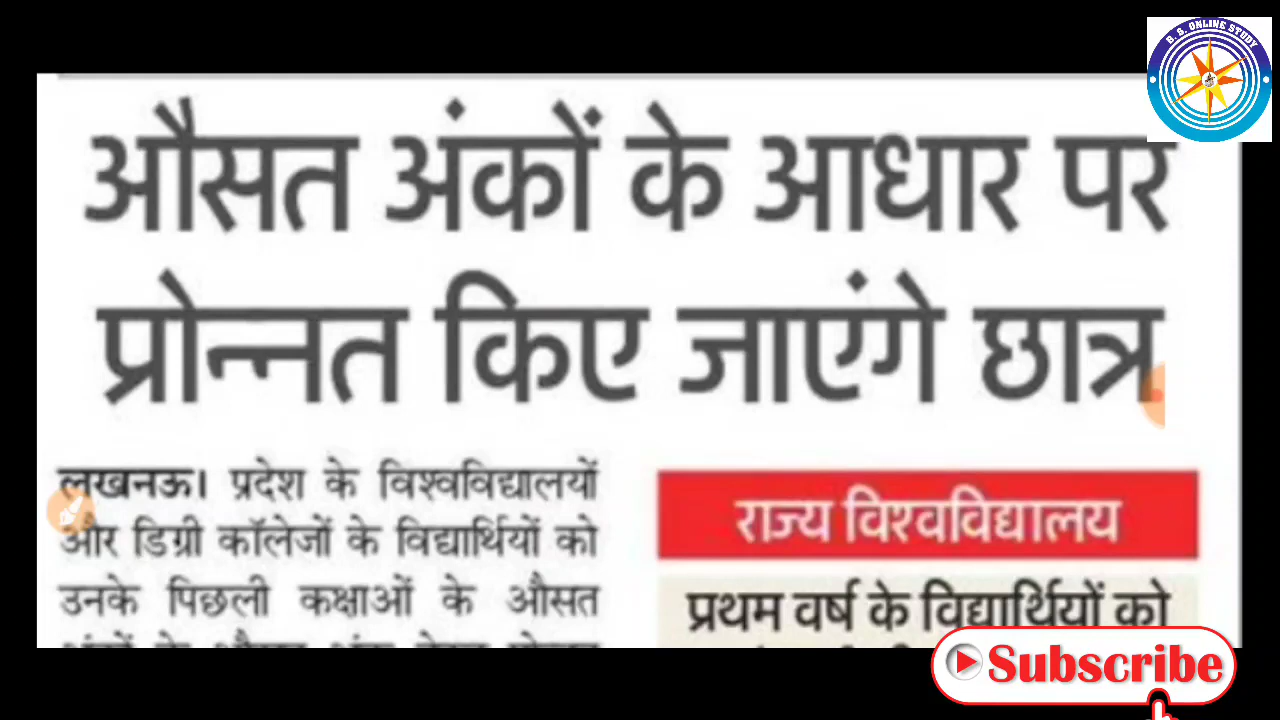 B. S. ONLINE STUDY
औसत अंकों के आधार पर
प्रोन्नत किए जाएंगे छात्र
लखनऊ। प्रदेश के विश्वविद्यालयों
और डिग्री कॉलेजों के विद्यार्थियों को
उनके पिछली कक्षाओं के औसत
राज्य विश्वविद्यालय
प्रथम वर्ष के विद्यार्थियों को
Subscribe